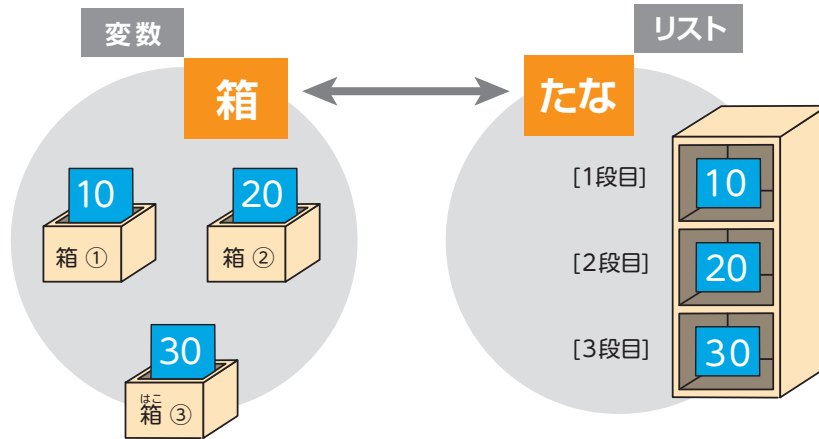 変数
箱
10
箱 ①
20
箱 ②
30
はこ
箱 ③
リスト
たな
[1段目]
10
[2段目]
20
[3段目]
30